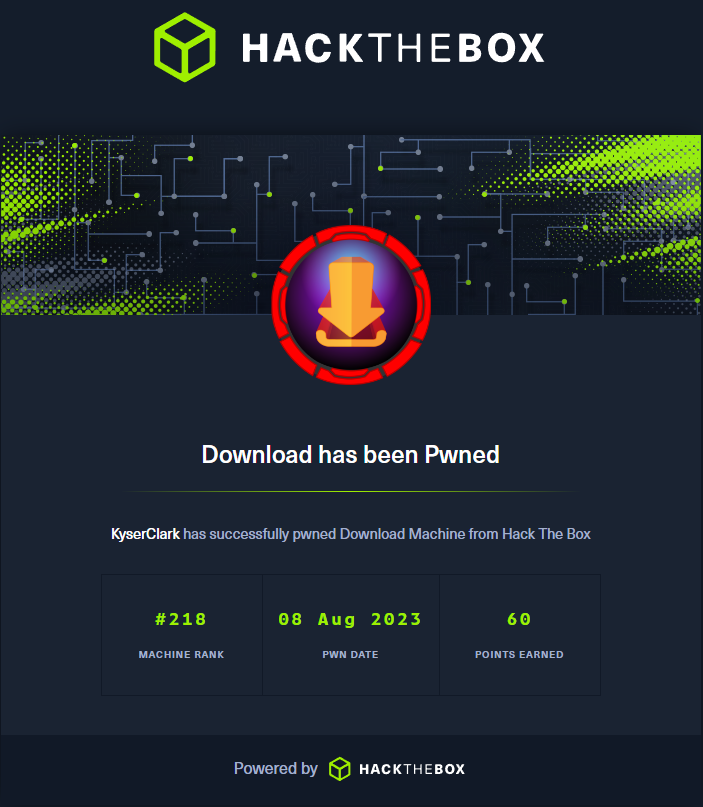 HACKTHEBOX
Download has been Pwned
KyserClark has successfully pwned Download Machine from Hack The Box
#218 08 Aug 2023 60
MACHINE RANK PWN DATE POINTS EARNED
Powered by HACKTHEBOX